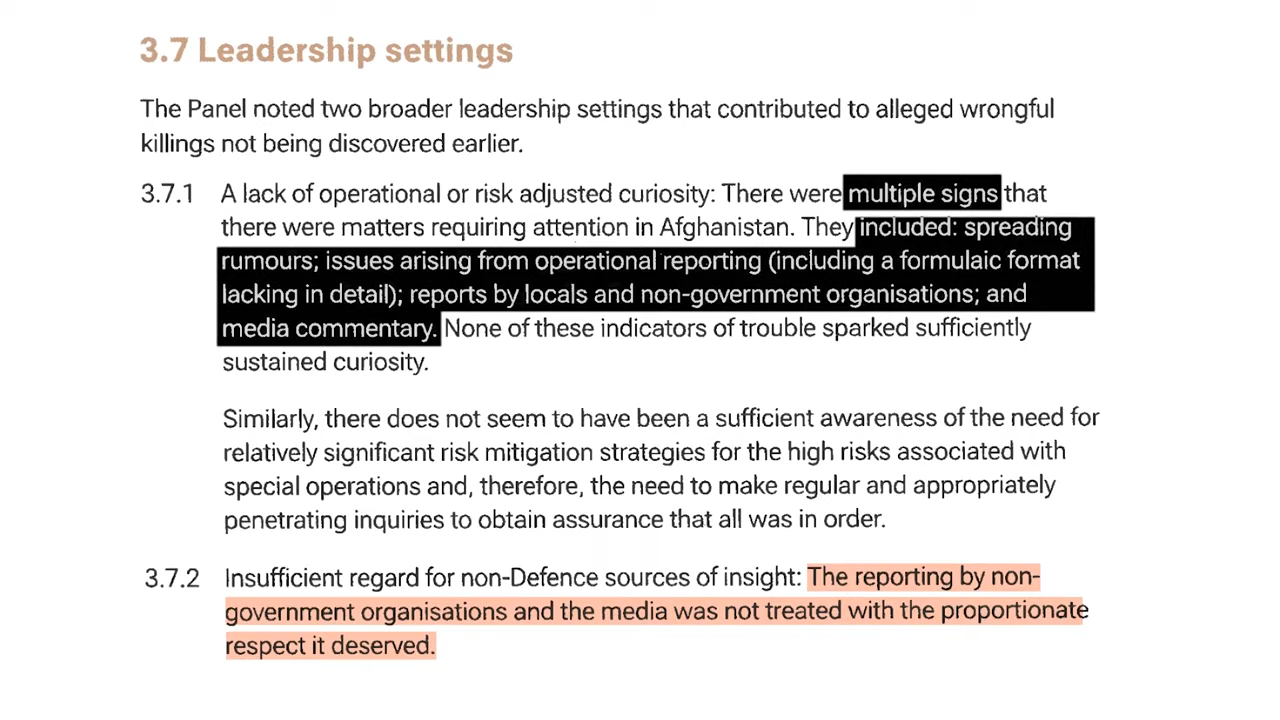 3.7 Leadership settings
The Panel noted two broader leadership settings that contributed to alleged wrongful
killings not being discovered earlier.
3.7.1 A lack of operational or risk adjusted curiosity: There were multiple signs that
there were matters requiring attention in Afghanistan. They included: spreading
rumours; issues arising from operational reporting (including a formulaic format
lacking in detail); reports by locals and non-government organisations; and
media commentary. None of these indicators of trouble sparked sufficiently
sustained curiosity.
Similarly, there does not seem to have been a sufficient awareness of the need for
relatively significant risk mitigation strategies for the high risks associated with
special operations and, therefore, the need to make regular and appropriately
penetrating inquiries to obtain assurance that all was in order.
3.7.2 Insufficient regard for non-Defence sources of insight: The reporting by non-
government organisations and the media was not treated with the proportionate
respect it deserved.